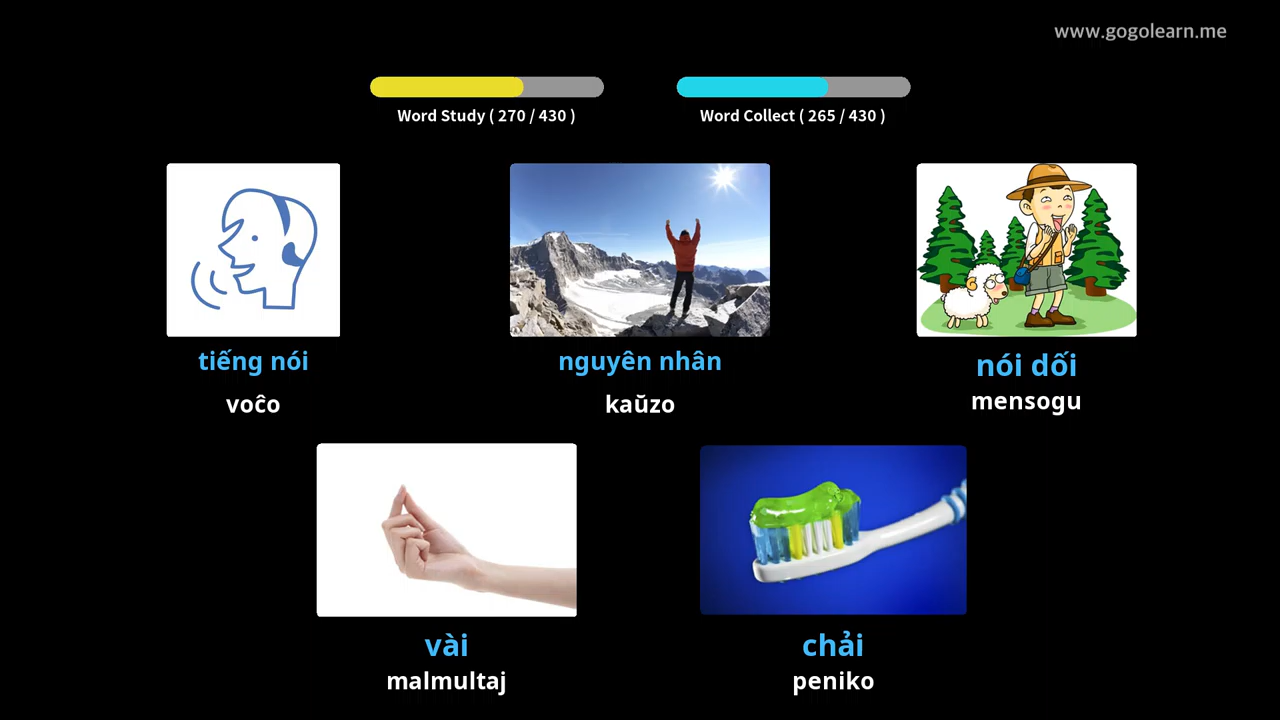 www.gogolearn.me
Word Study ( 270 / 430 )
Word Collect ( 265 / 430 )
tiếng nói
voĉo
nguyên nhân
kaŭzo
nói dối
mensogu
vài
malmultaj
chải
peniko